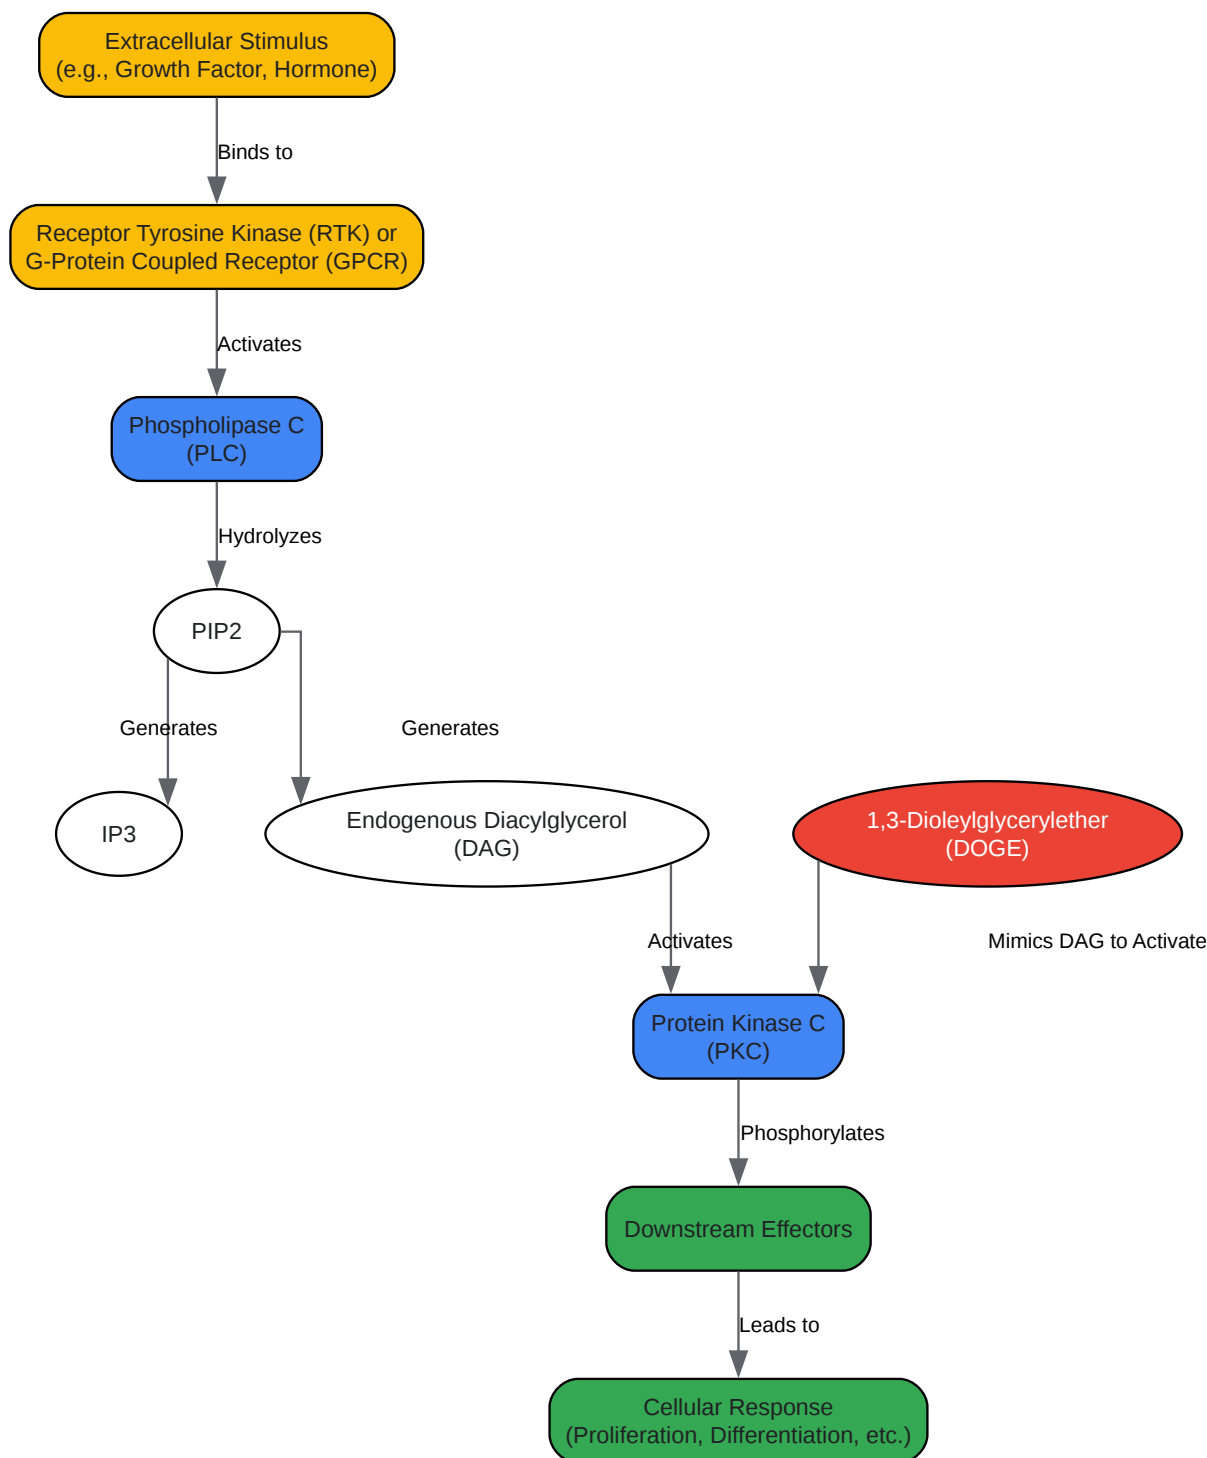 Extracellular Stimulus
(e.g., Growth Factor, Hormone)
Binds to
Receptor Tyrosine Kinase (RTK) or
G-Protein Coupled Receptor (GPCR)
Activates
Phospholipase C
(PLC)
Hydrolyzes
PIP2
Generates
Generates
IP3
Endogenous Diacylglycerol
(DAG)
1,3-Dioleylglycerylether
(DOGE)
Activates
Mimics DAG to Activate
Protein Kinase C
(PKC)
Phosphorylates
Downstream Effectors
Leads to
Cellular Response
(Proliferation, Differentiation, etc.)